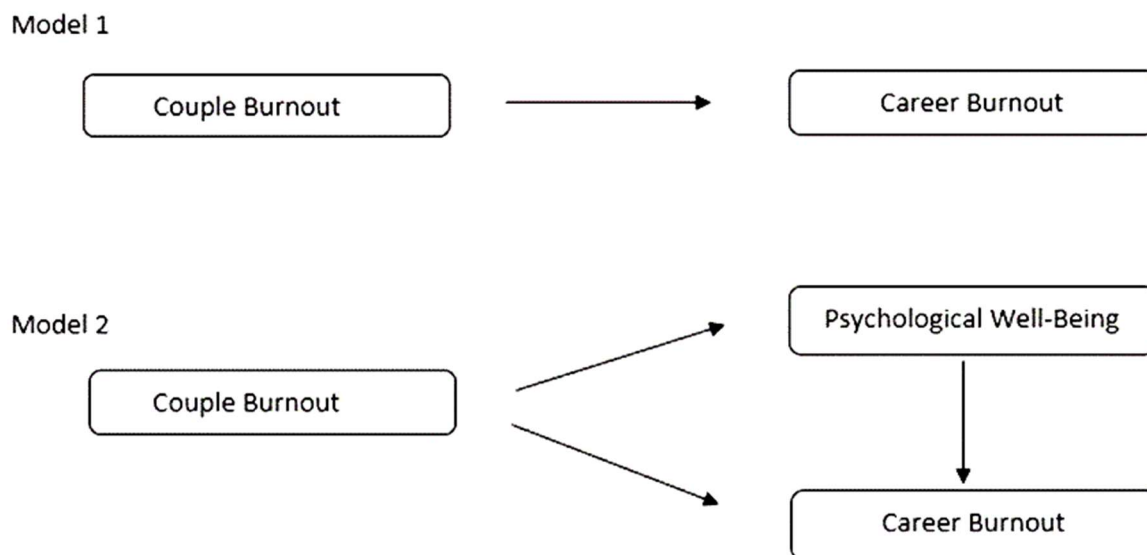 Model 1
Couple Burnout
Career Burnout
Model 2
Psychological Well-Being
Couple Burnout
Career Burnout